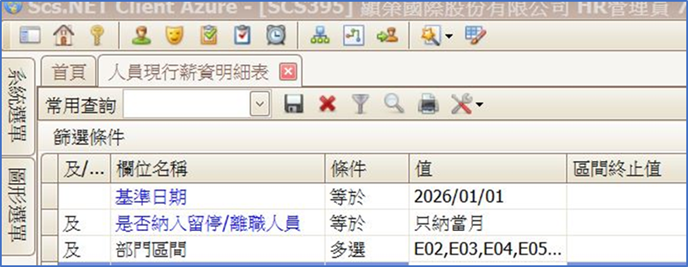 Scs.NET Client Azure - [SCS395] 顯榮國際股份有限公司 HR管理員
系統選單
圖形選單
首頁 人員現行薪資明細表
常用查詢
篩選條件
及/... 欄位名稱 條件 值 區間終止值
基準日期 等於 2026/01/01
及 是否納入留停/離職人員 等於 只納當月
及 部門區間 多選 E02,E03,E04,E05...